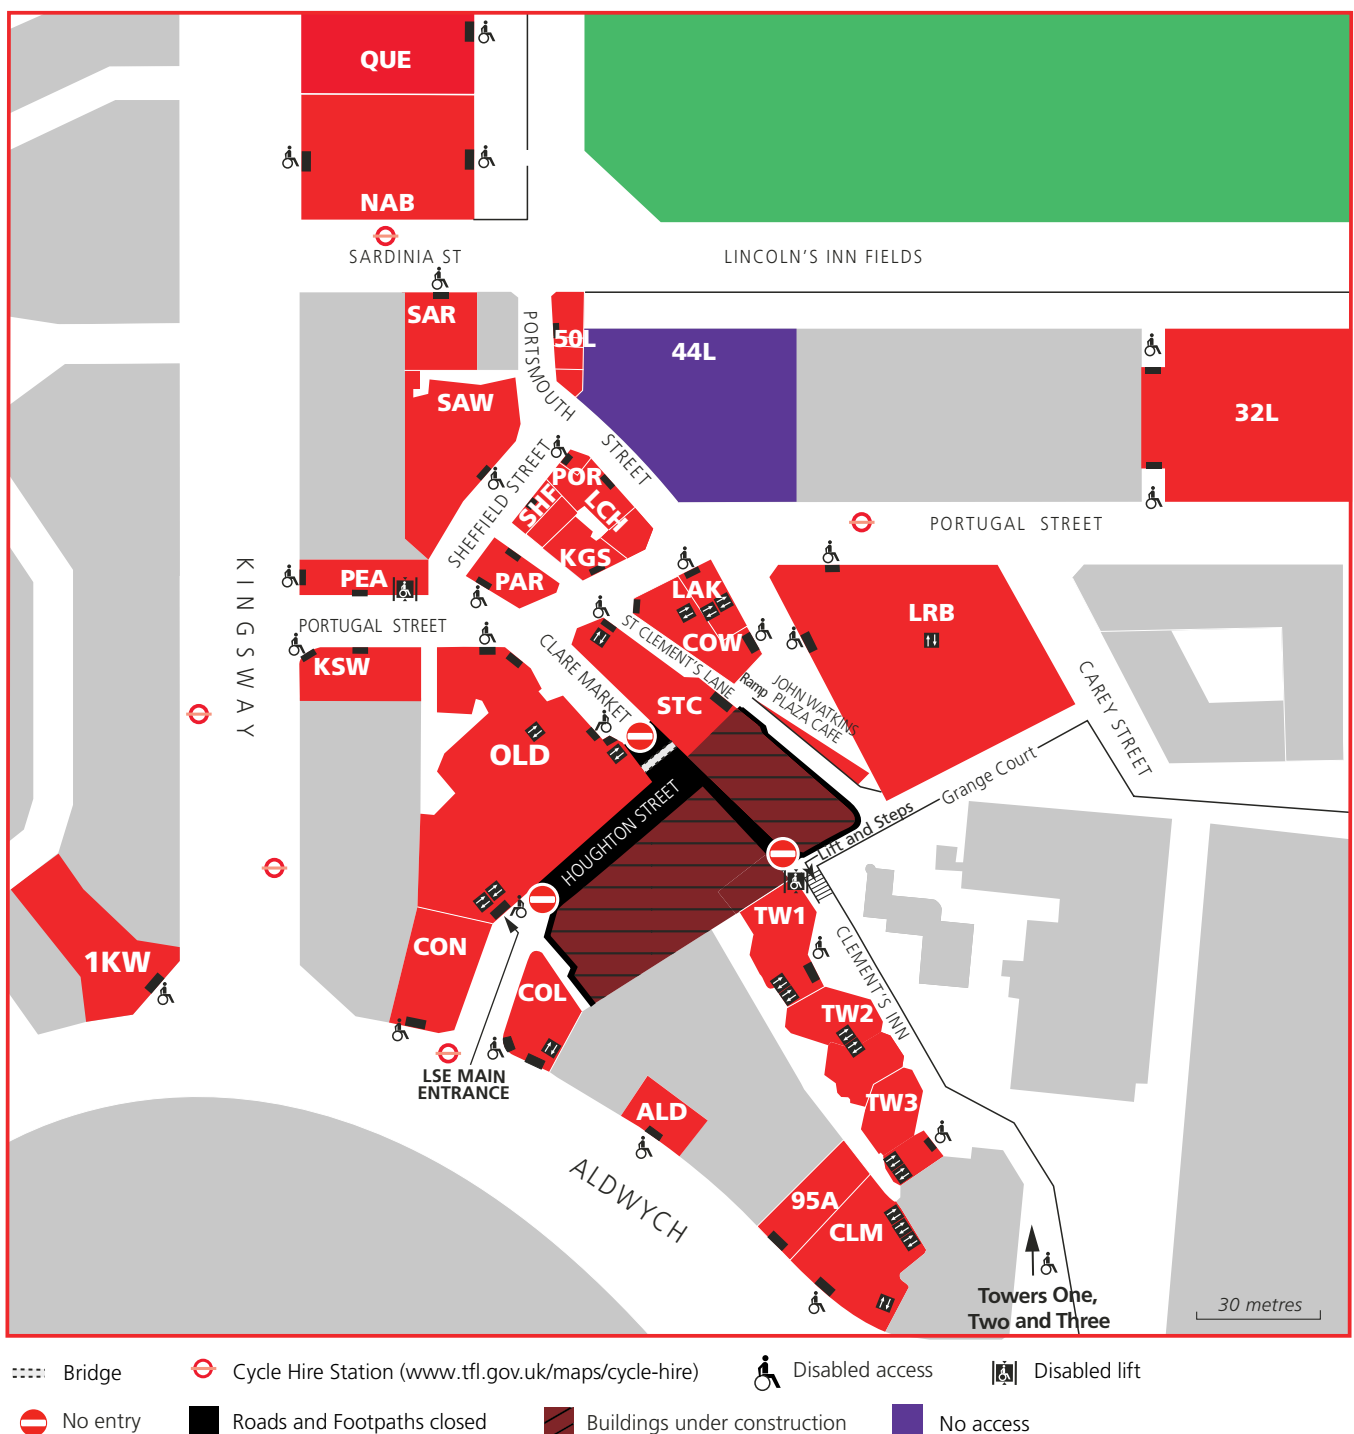 QUE
NAB
SARDINIA ST
LINCOLN'S INN FIELDS
SAR
50L
44L
32L
PORTSMOUTH STREET
SAW
SHEFFIELD STREET
POR
SHF
LCH
KGS
PORTUGAL STREET
PEA
PAR
LAK
LRB
KINGSWAY
PORTUGAL STREET
KSW
CLARE MARKET
ST CLEMENT'S LANE
COW
STC
Ramp
JOHN WATKINS
PLAZA CAFE
CAREY STREET
OLD
Grange Court
HOUGHTON STREET
Lift and Steps
TW1
CON
1KW
COL
CLEMENT'S INN
TW2
LSE MAIN
ENTRANCE
TW3
ALD
ALDWYCH
95A
CLM
Towers One,
Two and Three
30 metres
Bridge
Cycle Hire Station (www.tfl.gov.uk/maps/cycle-hire)
Disabled access
Disabled lift
No entry
Roads and Footpaths closed
Buildings under construction
No access